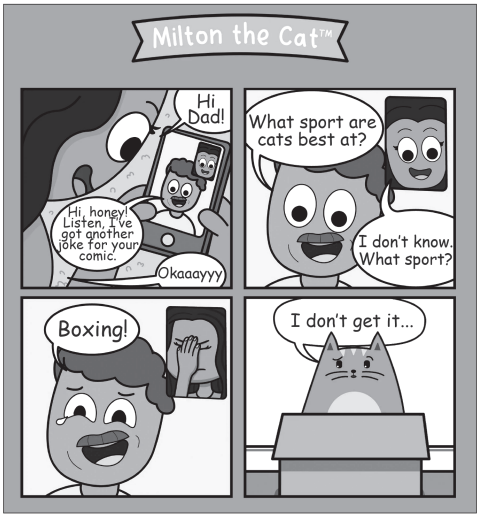 Milton the Cat™
Hi
Dad!
Hi, honey!
Listen, I've
got another
joke for your
comic.
Okaaayyy
What sport are
cats best at?
I don't know.
What sport?
Boxing!
I don't get it...